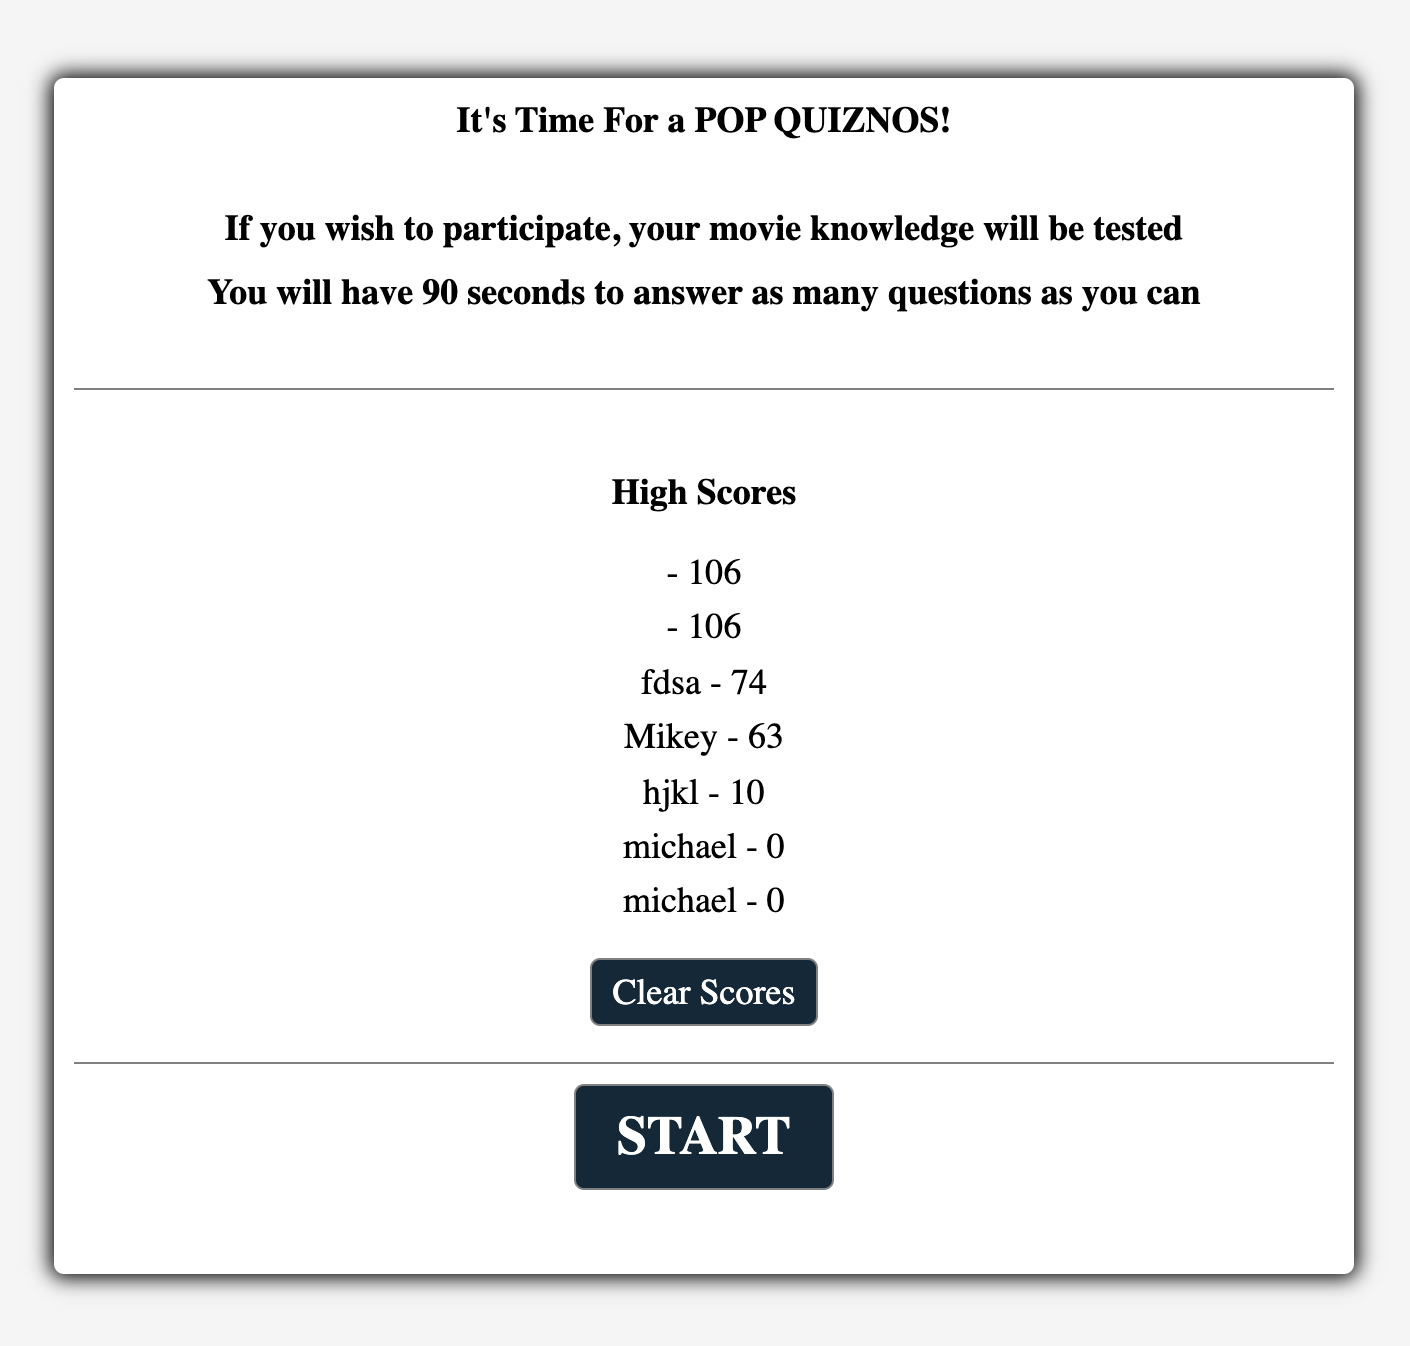 It's Time For a POP QUIZNOS!
If you wish to participate, your movie knowledge will be tested
You will have 90 seconds to answer as many questions as you can
High Scores
- 106
- 106
fdsa - 74
Mikey - 63
hjkl - 10
michael - 0
michael - 0
Clear Scores
START